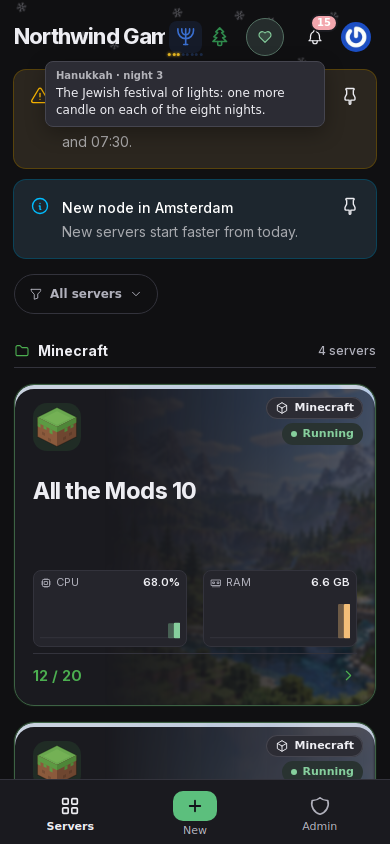 Northwind Gam
15
Hanukkah · night 3
The Jewish festival of lights: one more
candle on each of the eight nights.
and 07:30.
New node in Amsterdam
New servers start faster from today.
All servers
Minecraft
4 servers
Minecraft
Running
All the Mods 10
CPU
68.0%
RAM
6.6 GB
12 / 20
Minecraft
Running
Servers
New
Admin